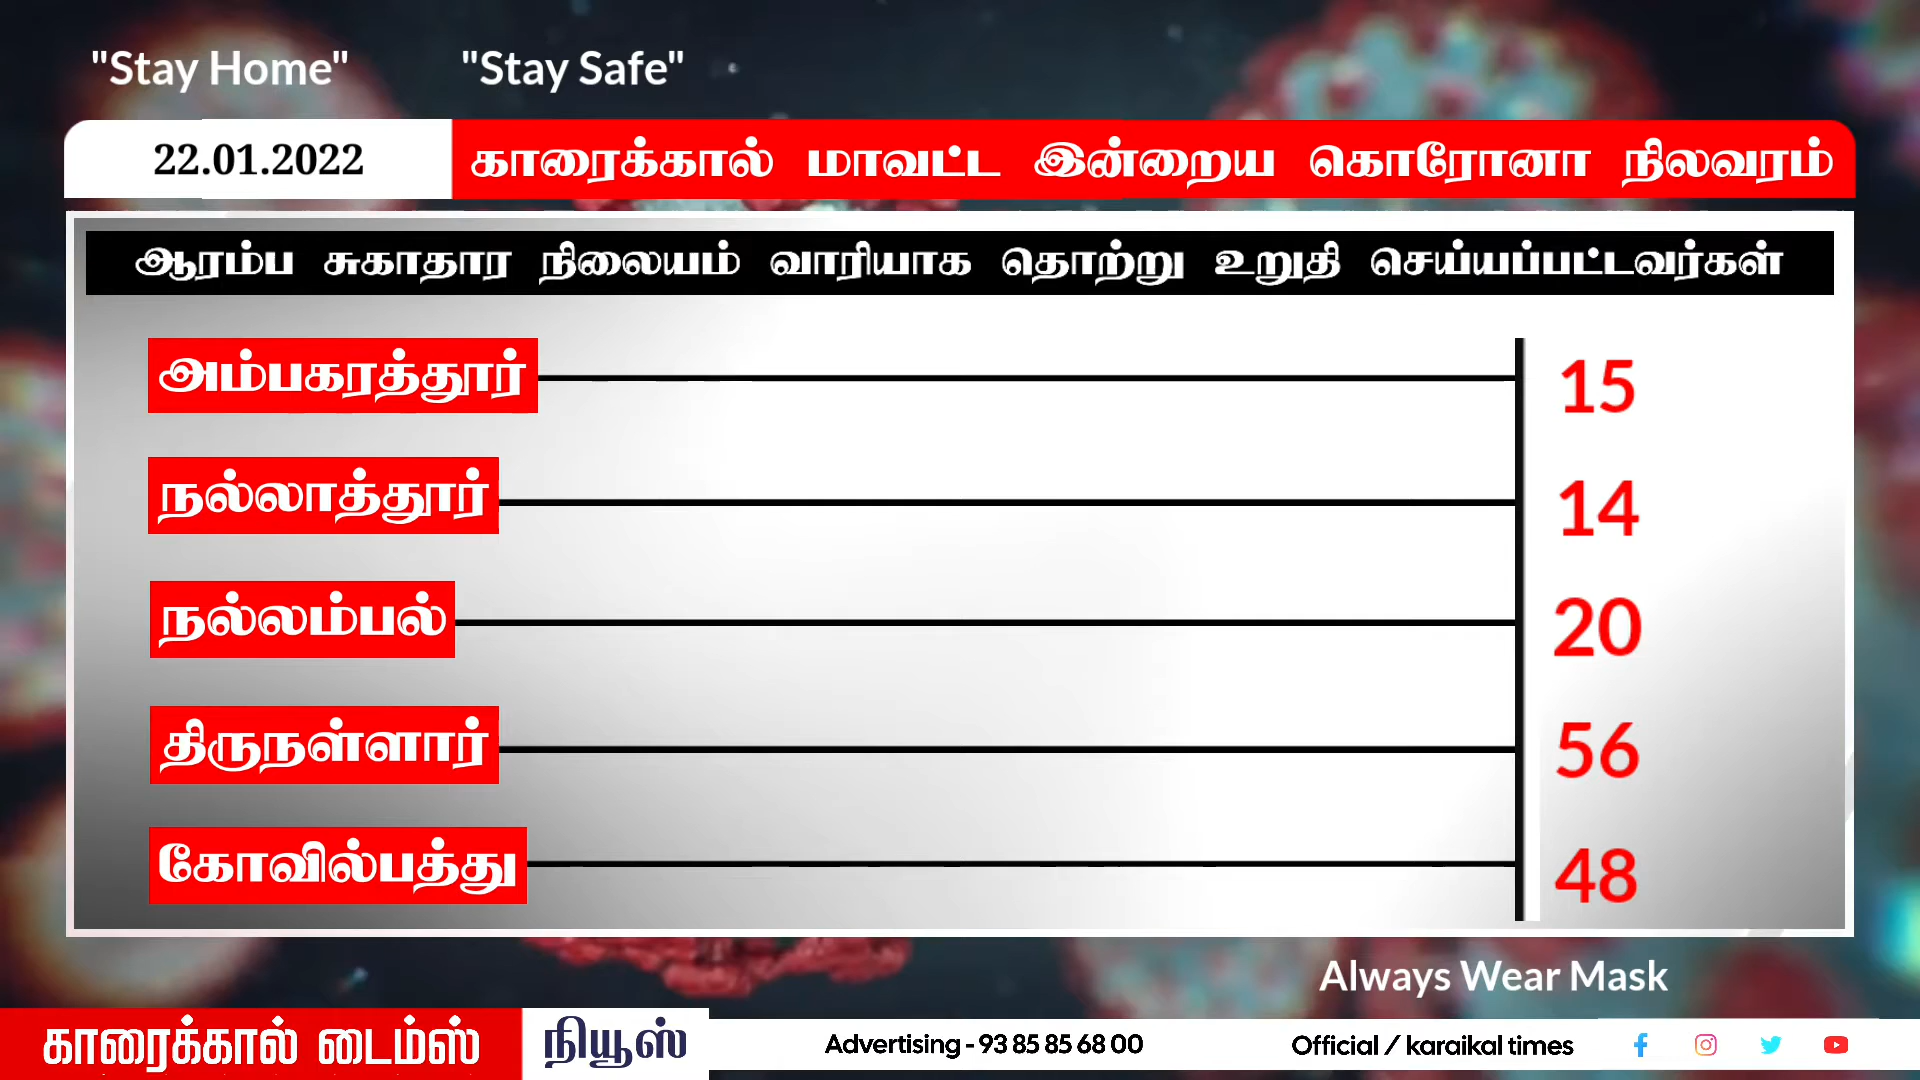 "Stay Home" "Stay Safe"
22.01.2022 காரைக்கால் மாவட்ட இன்றைய கொரோனா நிலவரம்
ஆரம்ப சுகாதார நிலையம் வாரியாக தொற்று உறுதி செய்யப்பட்டவர்கள்
அம்பகரத்தூர் 15
நல்லாத்தூர் 14
நல்லம்பல் 20
திருநள்ளார் 56
கோவில்பத்து 48
Always Wear Mask
காரைக்கால் டைம்ஸ் நியூஸ் Advertising - 93 85 85 68 00 Official / karaikal times